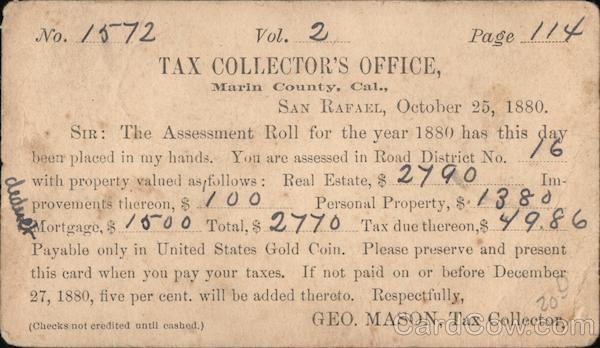 No. 1572 Vol. 2 Page 114
TAX COLLECTOR'S OFFICE,
Marin County, Cal.,
SAN RAFAEL, October 25, 1880.
SIR: The Assessment Roll for the year 1880 has this day
been placed in my hands. You are assessed in Road District No. 16
with property valued as follows: Real Estate, $ 2790 Im-
provements thereon, $ 100 Personal Property, $ 1380
deduct
Mortgage, $ 1500 Total, $ 2770 Tax due thereon, $ 49.86
Payable only in United States Gold Coin. Please preserve and present
this card when you pay your taxes. If not paid on or before December
27, 1880, five per cent. will be added thereto. Respectfully,
(Checks not credited until cashed.) GEO. MASON, Tax Collector.
CardCow.com